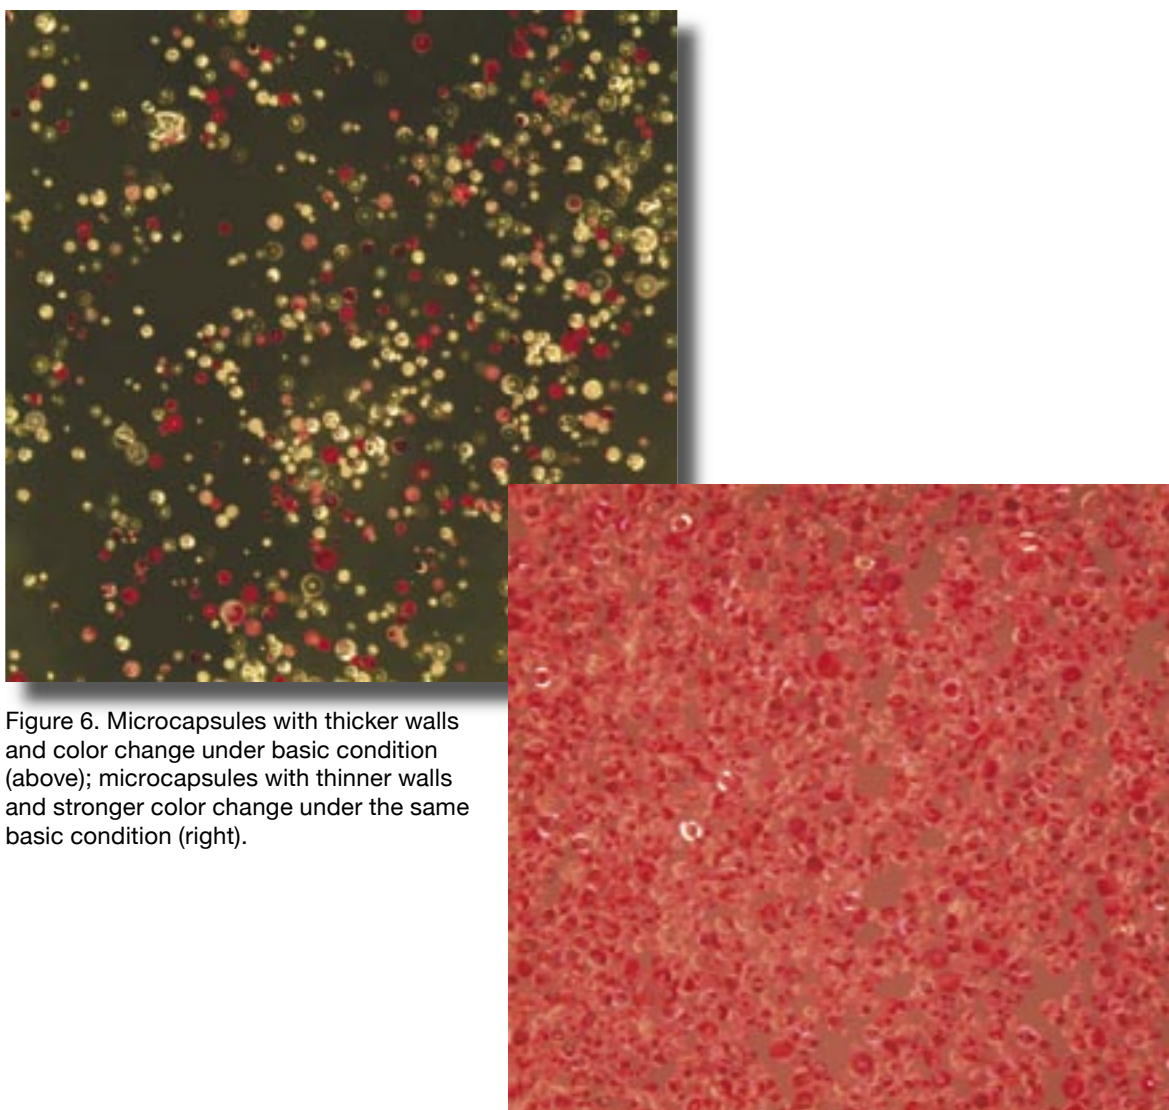 Figure 6. Microcapsules with thicker walls
and color change under basic condition
(above); microcapsules with thinner walls
and stronger color change under the same
basic condition (right).